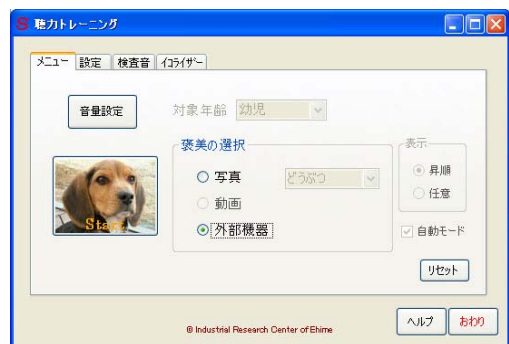 S 聴力トレーニング
メニュー 設定 検査音 イコライザー
音量設定 対象年齢 幼児
褒美の選択 表示
写真 どうぶつ 昇順
動画 任意
Start 外部機器 自動モード
リセット
@ Industrial Research Center of Ehime ヘルプ おわり